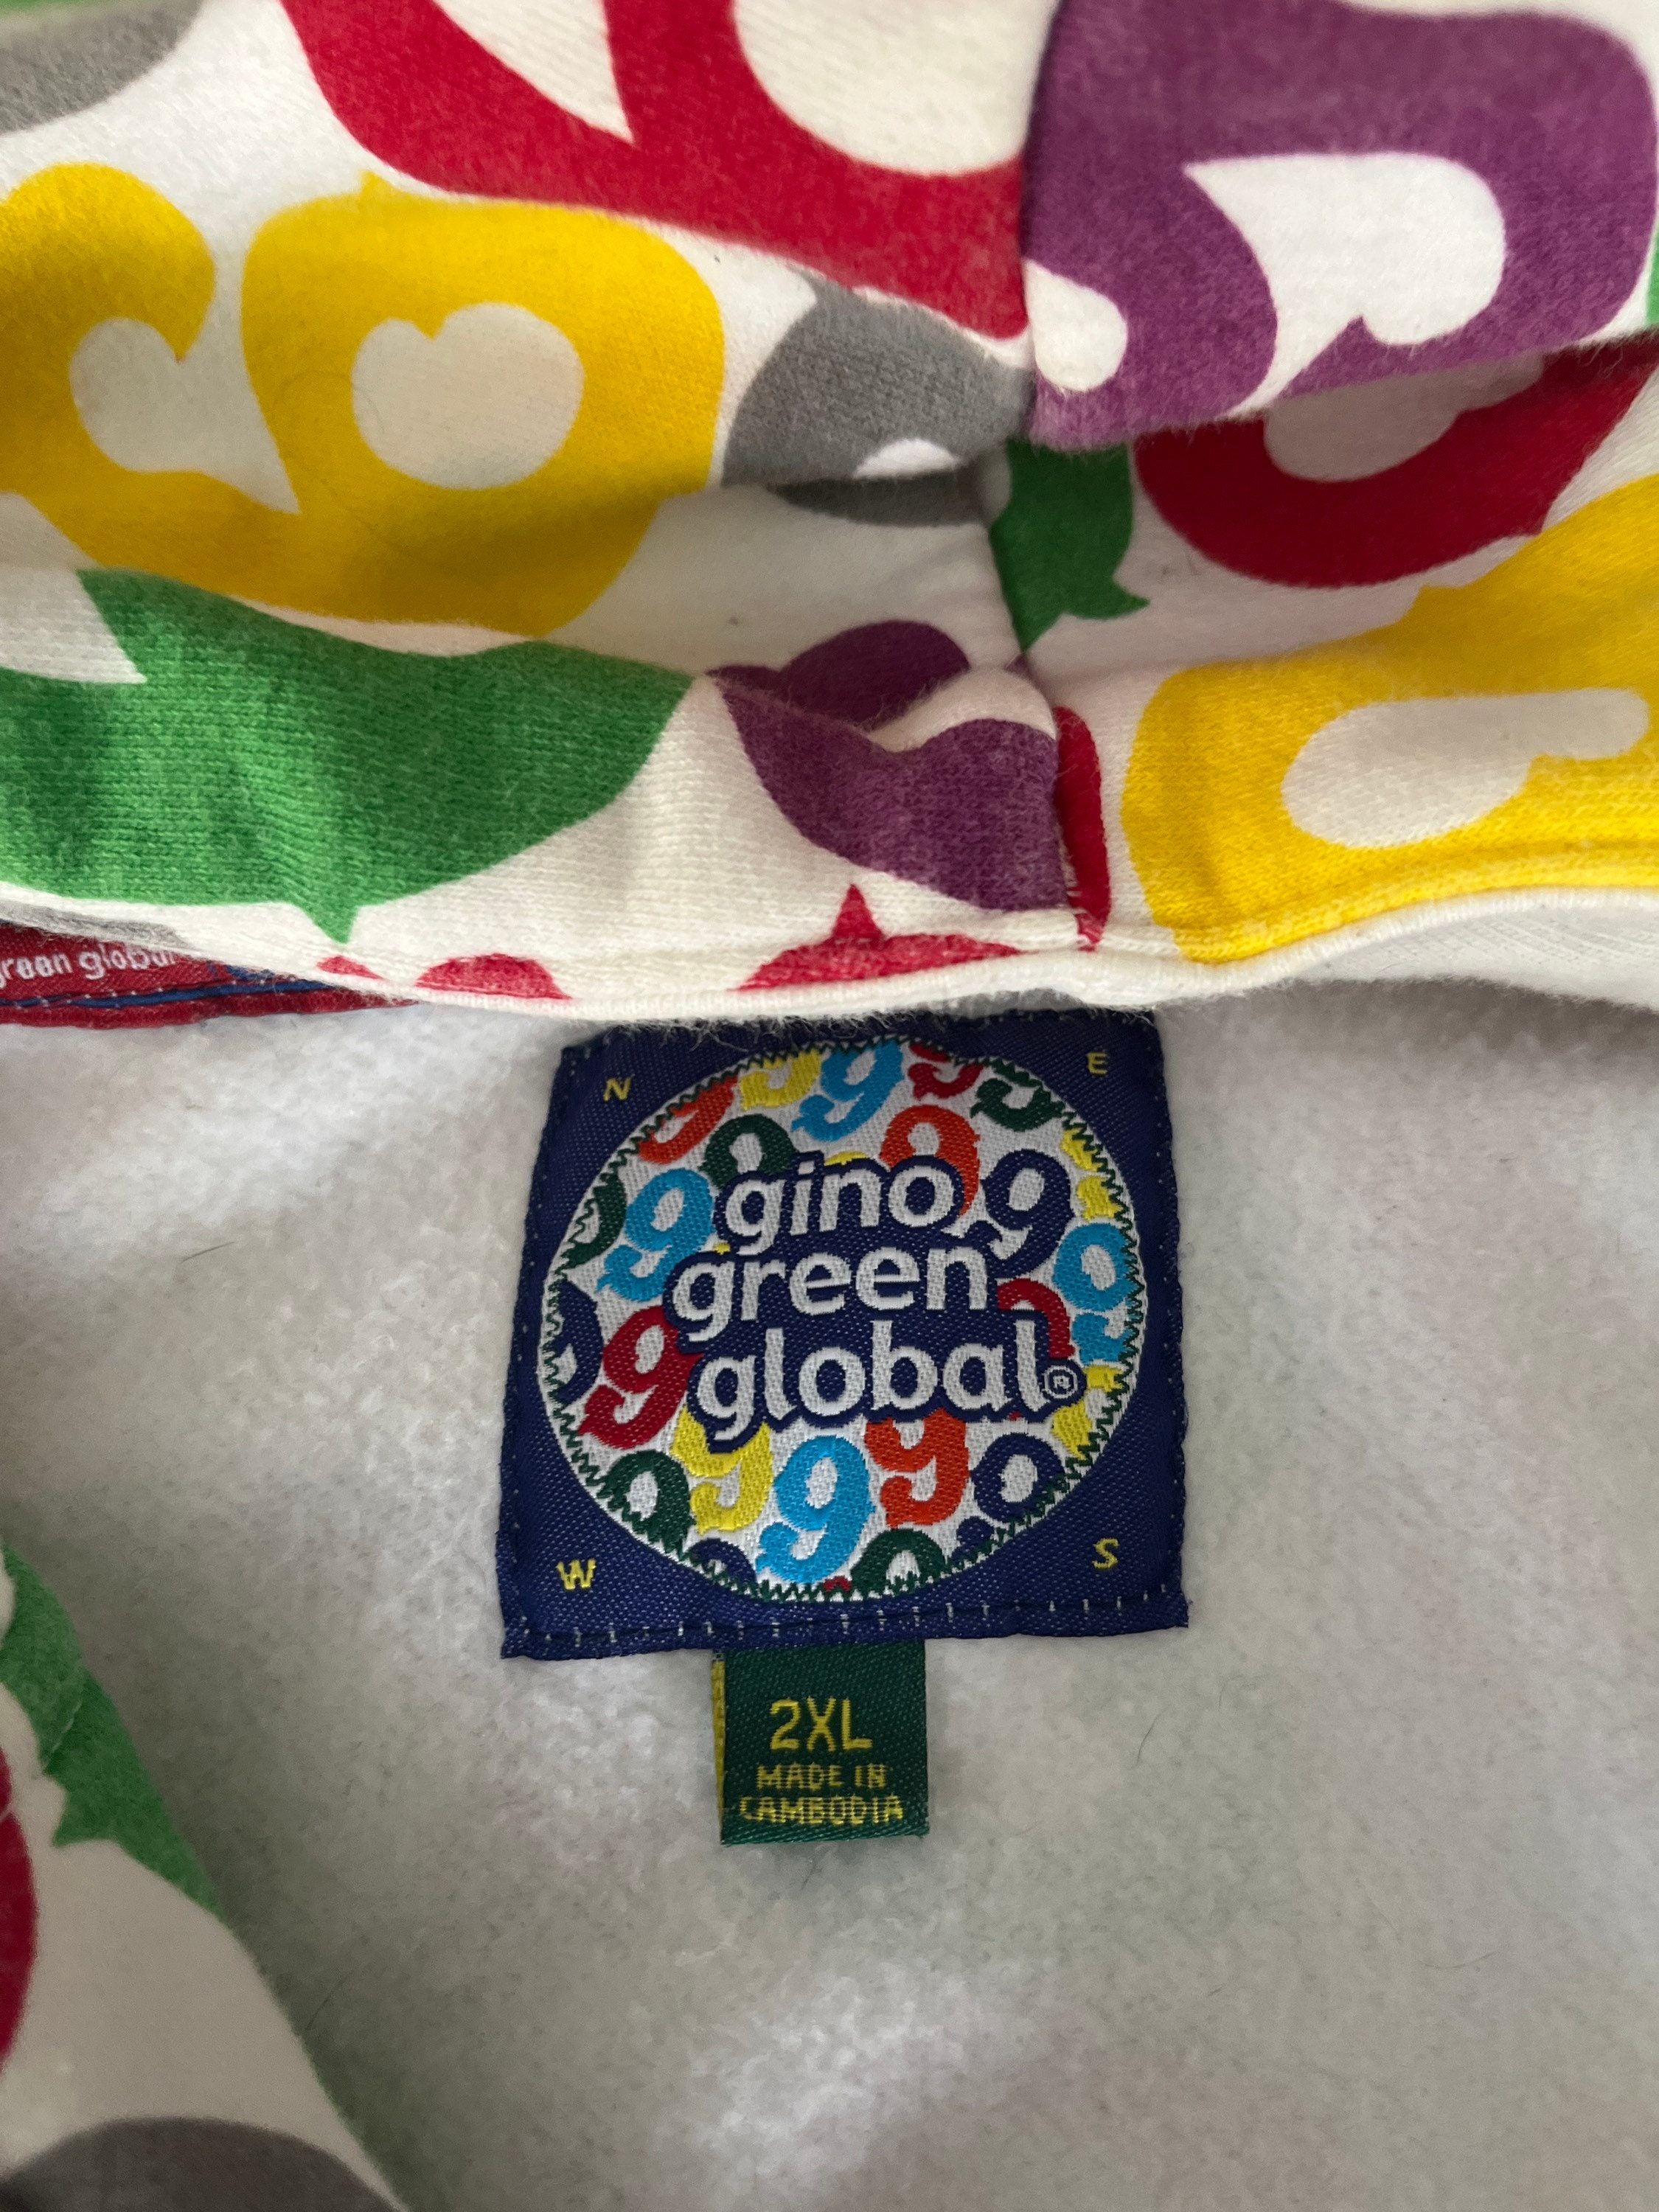 green global
N E
gino
green
global®
W S
2XL
MADE IN
CAMBODIA